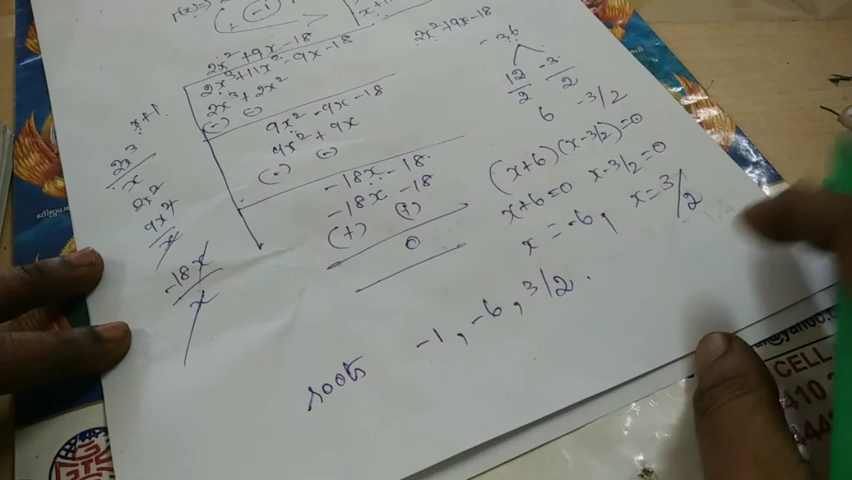 2x² + 9x - 18
2x³ + 11x² - 9x - 18
2x³ + 2x²
(-) (-)
9x² - 9x - 18
9x² + 9x
(-) (-)
-18x - 18
-18x - 18
(+) (+)
0
x+1
2x³/x
2x²
9x²/x
-18x/x
2x² + 9x - 18
-36
12/2 -3/2
6 -3/2
(x+6)(x-3/2)=0
x+6=0 x-3/2=0
x=-6, x=3/2
roots -1, -6, 3/2.
CELL
410